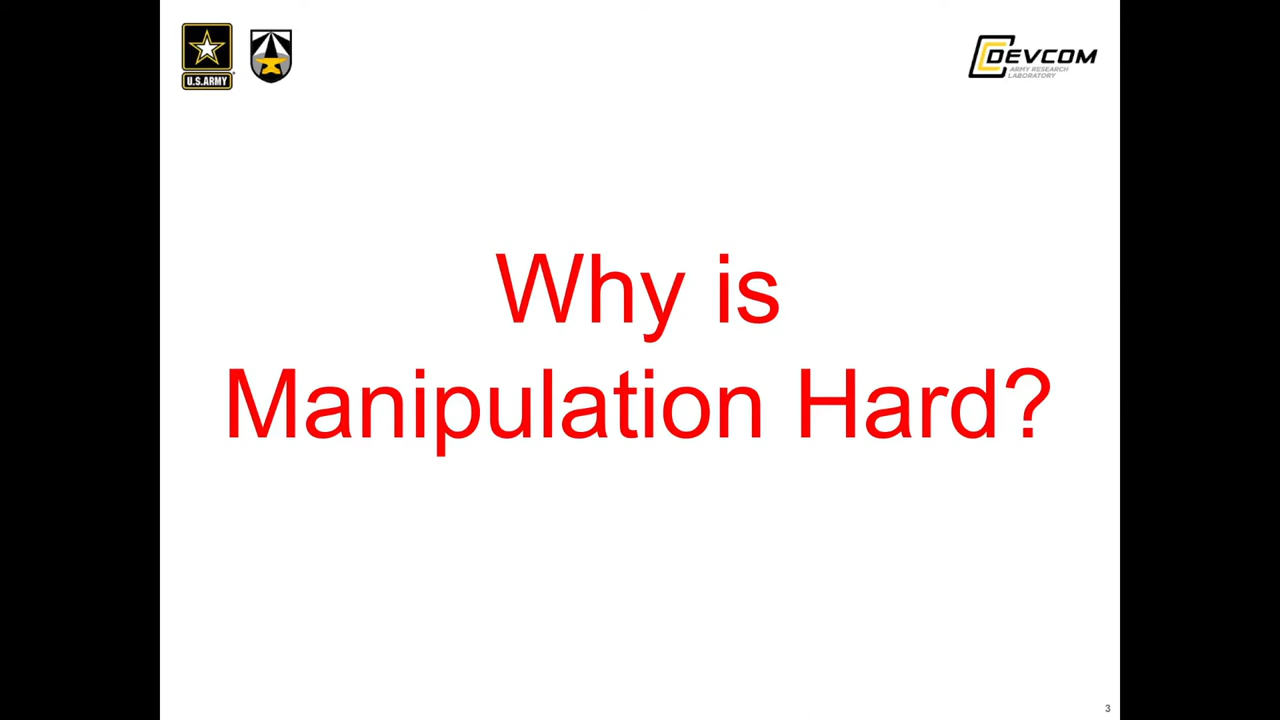 U.S. ARMY
DEVCOM
ARMY RESEARCH
LABORATORY
Why is
Manipulation Hard?
3